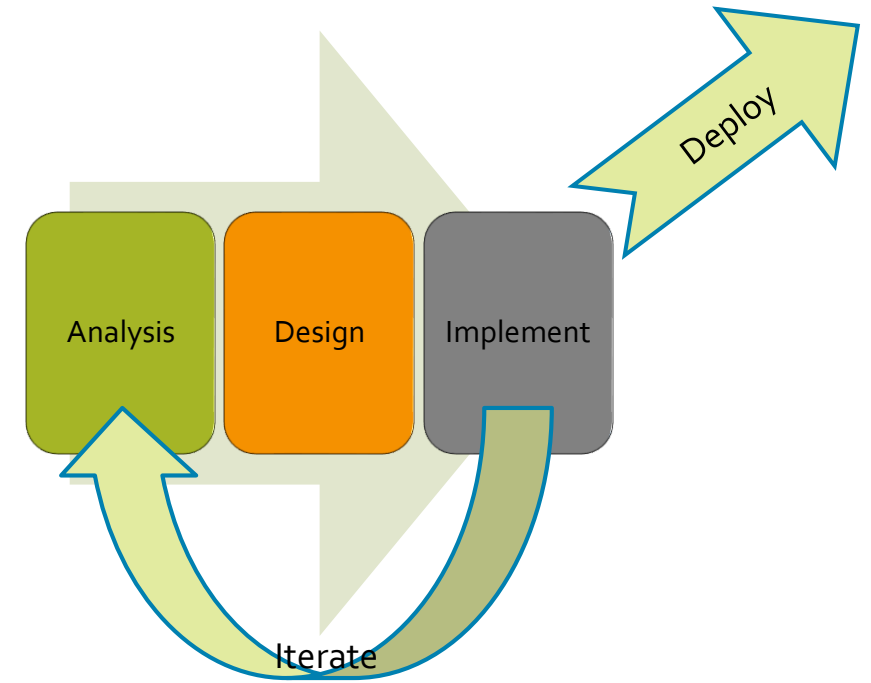 Deploy
Analysis
Design
Implement
Iterate